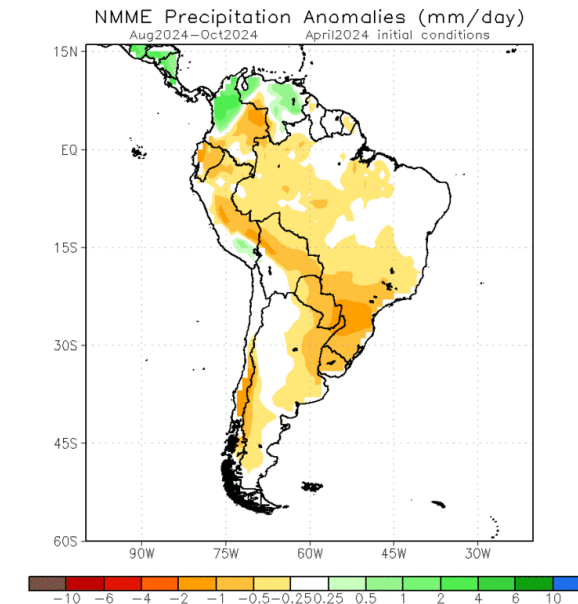 NMME Precipitation Anomalies (mm/day)
Aug2024-Oct2024 April2024 initial conditions
15N
EQ
15S
30S
45S
60S
90W 75W 60W 45W 30W
-10 -6 -4 -2 -1 -0.5 -0.25 0.25 0.5 1 2 4 6 10